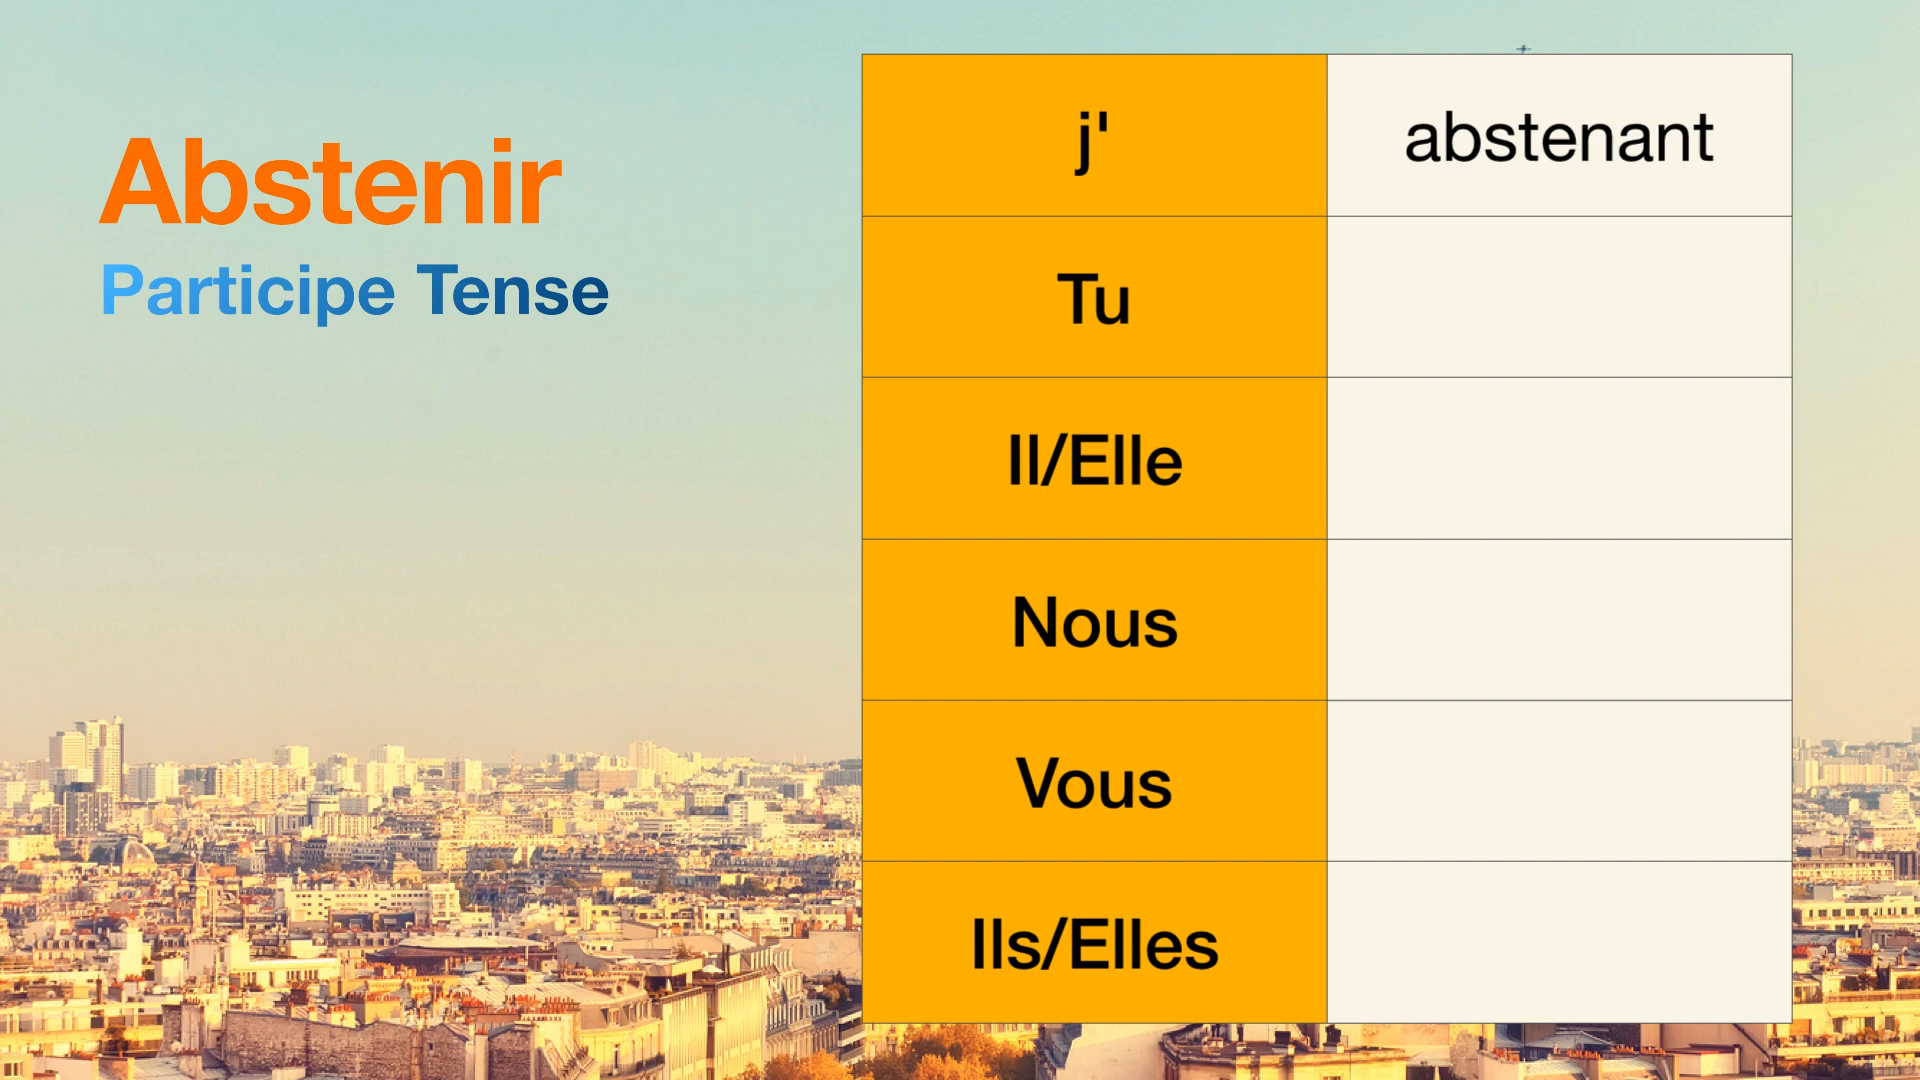 Abstenir
Participe Tense
j' abstenant
Tu
Il/Elle
Nous
Vous
Ils/Elles